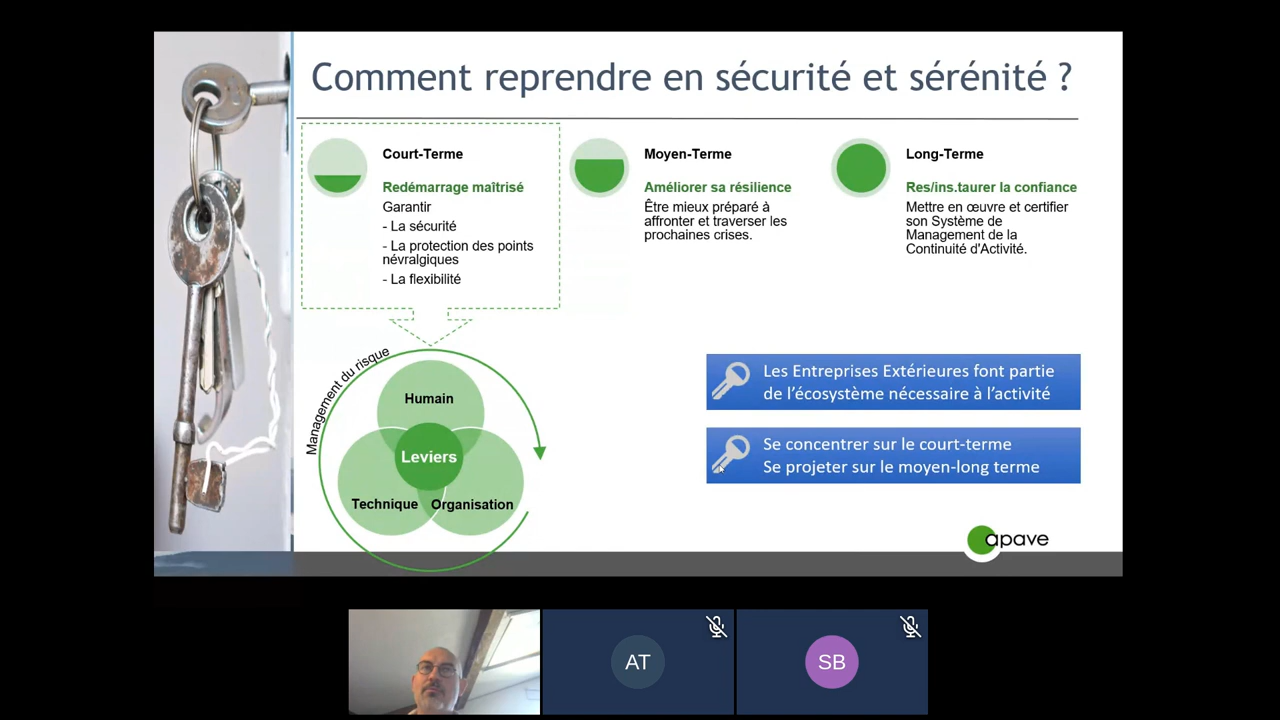 Comment reprendre en sécurité et sérénité ?
Court-Terme
Redémarrage maîtrisé
Garantir
- La sécurité
- La protection des points
névralgiques
- La flexibilité
Moyen-Terme
Améliorer sa résilience
Être mieux préparé à
affronter et traverser les
prochaines crises.
Long-Terme
Res/ins.taurer la confiance
Mettre en œuvre et certifier
son Système de
Management de la
Continuité d'Activité.
Management du risque
Humain
Leviers
Technique
Organisation
Les Entreprises Extérieures font partie
de l’écosystème nécessaire à l’activité
Se concentrer sur le court-terme
Se projeter sur le moyen-long terme
apave
AT
SB